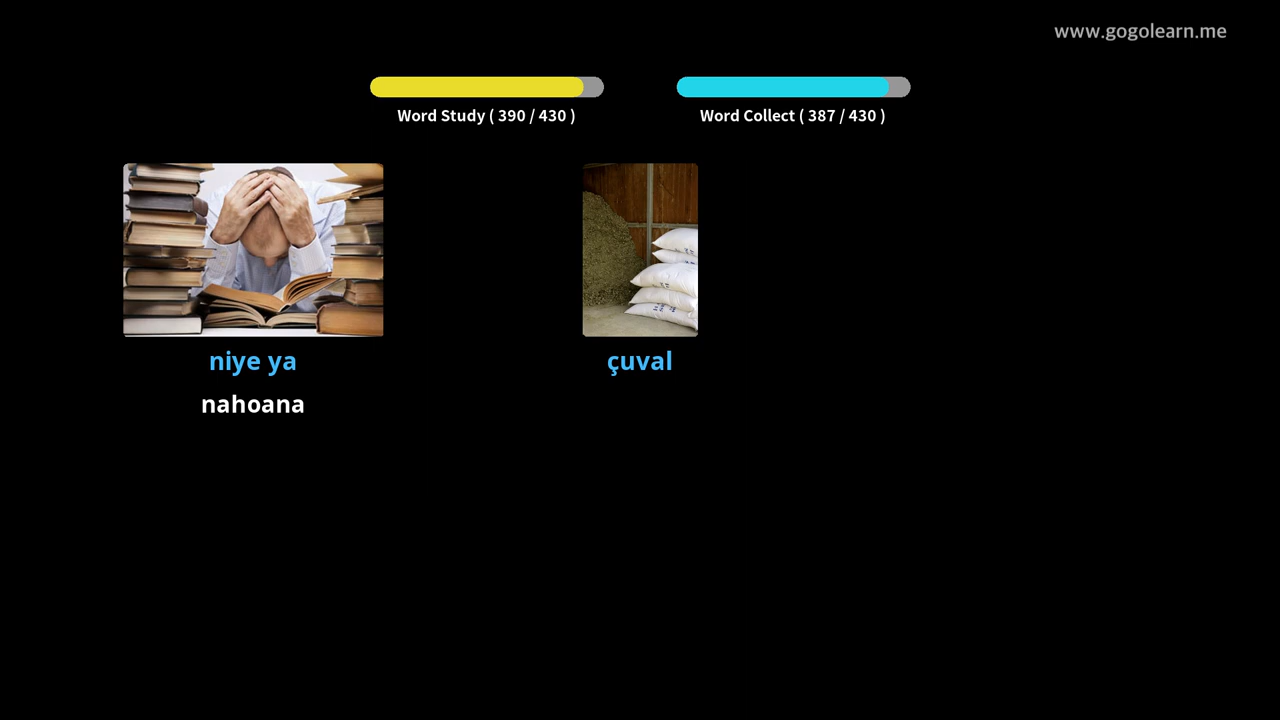 www.gogolearn.me
Word Study ( 390 / 430 )
Word Collect ( 387 / 430 )
niye ya
nahoana
çuval